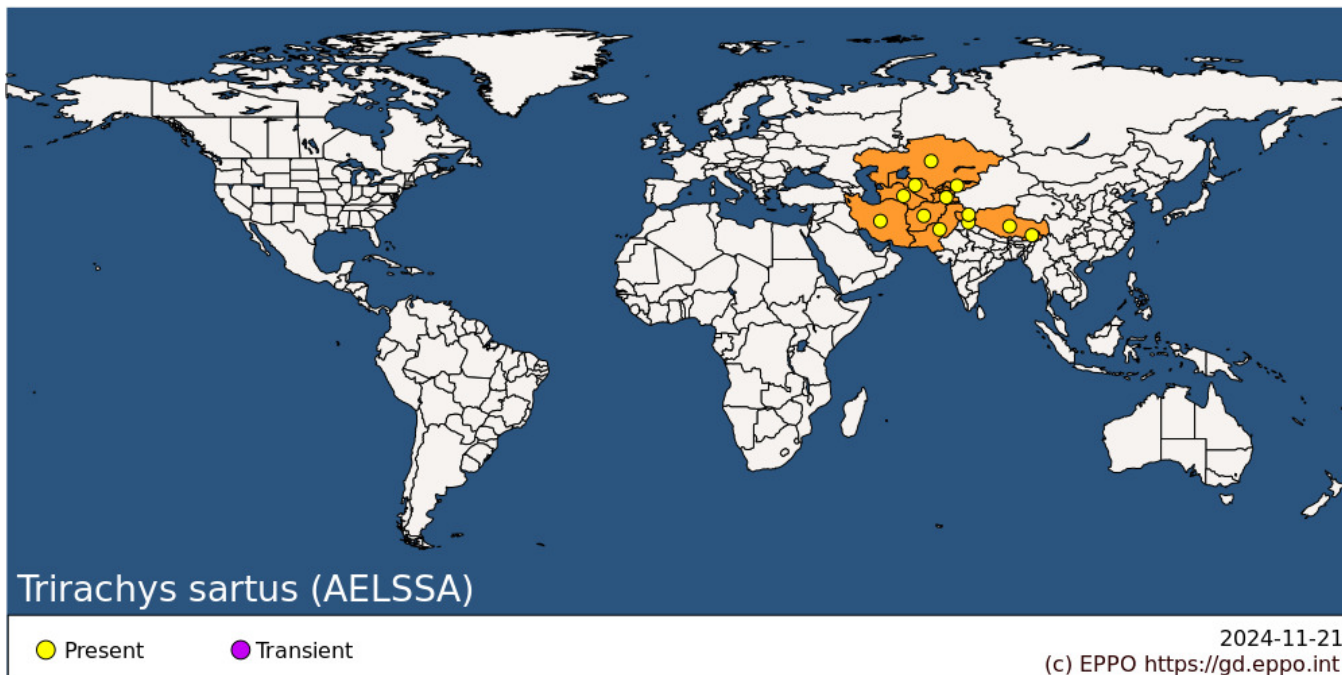 Trirachys sartus (AELSSA)
Present
Transient
2024-11-21
(c) EPPO https://gd.eppo.int